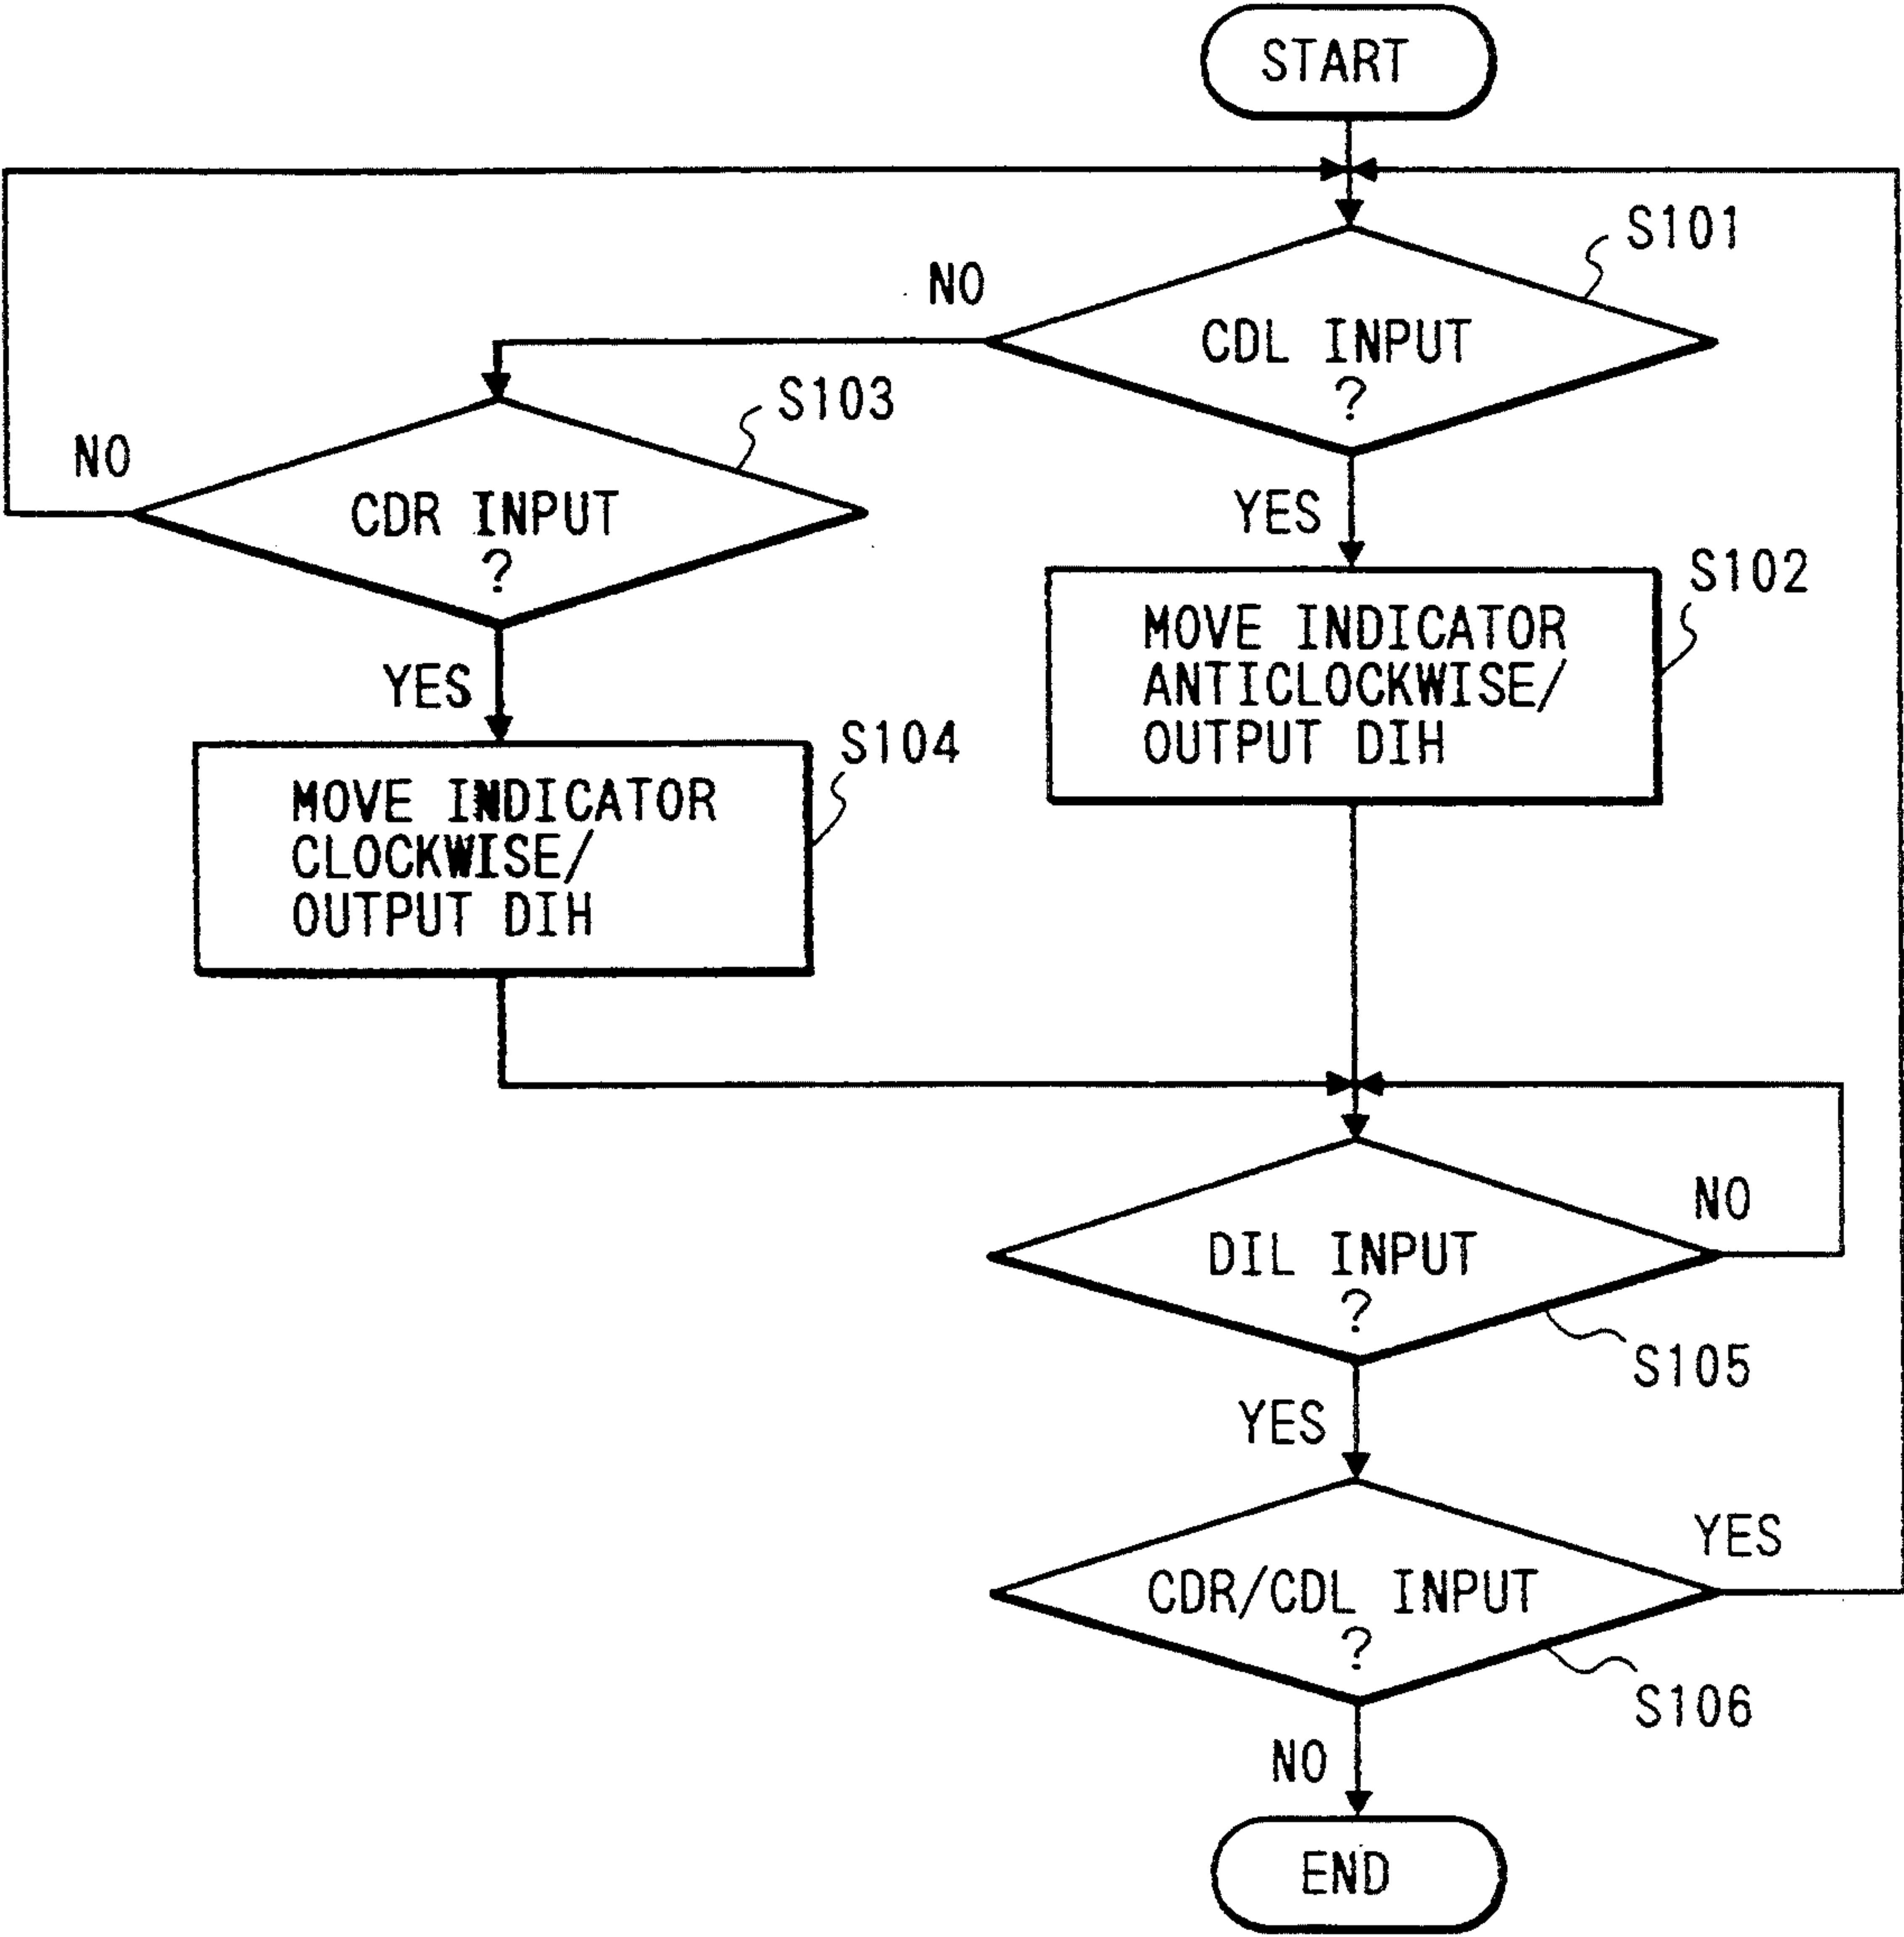 START
S101
NO
CDL INPUT
?
S103
NO
CDR INPUT
?
YES
S102
MOVE INDICATOR
ANTICLOCKWISE/
OUTPUT DIH
YES
S104
MOVE INDICATOR
CLOCKWISE/
OUTPUT DIH
NO
DIL INPUT
?
S105
YES
YES
CDR/CDL INPUT
?
S106
NO
END